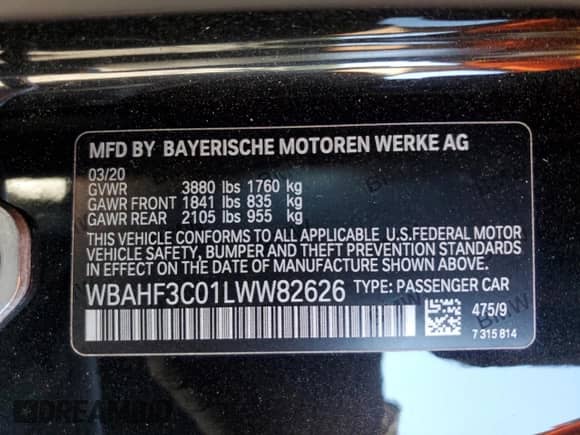 MFD BY BAYERISCHE MOTOREN WERKE AG
03/20
GVWR 3880 lbs 1760 kg
GAWR FRONT 1841 lbs 835 kg
GAWR REAR 2105 lbs 955 kg
THIS VEHICLE CONFORMS TO ALL APPLICABLE U.S.FEDERAL MOTOR
VEHICLE SAFETY, BUMPER AND THEFT PREVENTION STANDARDS
IN EFFECT ON THE DATE OF MANUFACTURE SHOWN ABOVE.
WBAHF3C01LWW82626 TYPE: PASSENGER CAR
475/9
7 315 814
DREAMBID